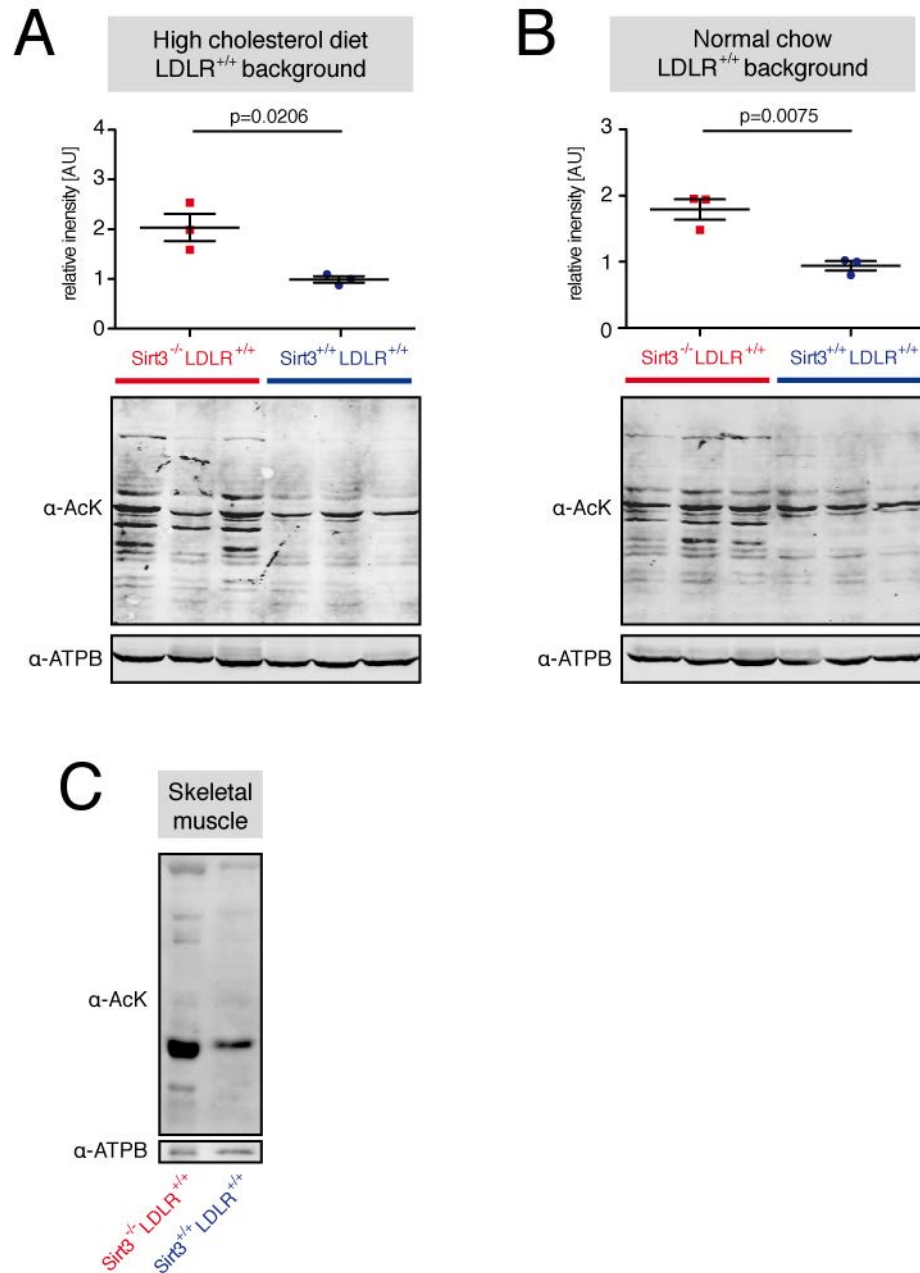 A
High cholesterol diet
LDLR+/+ background
p=0.0206
relative inensity [AU]
4
3
2
1
0
Sirt3-/-LDLR+/+
Sirt3+/+LDLR+/+
α-AcK
α-ATPB
B
Normal chow
LDLR+/+ background
p=0.0075
relative inensity [AU]
3
2
1
0
Sirt3-/-LDLR+/+
Sirt3+/+LDLR+/+
α-AcK
α-ATPB
C
Skeletal
muscle
α-AcK
α-ATPB
Sirt3-/-LDLR+/+
Sirt3+/+LDLR+/+